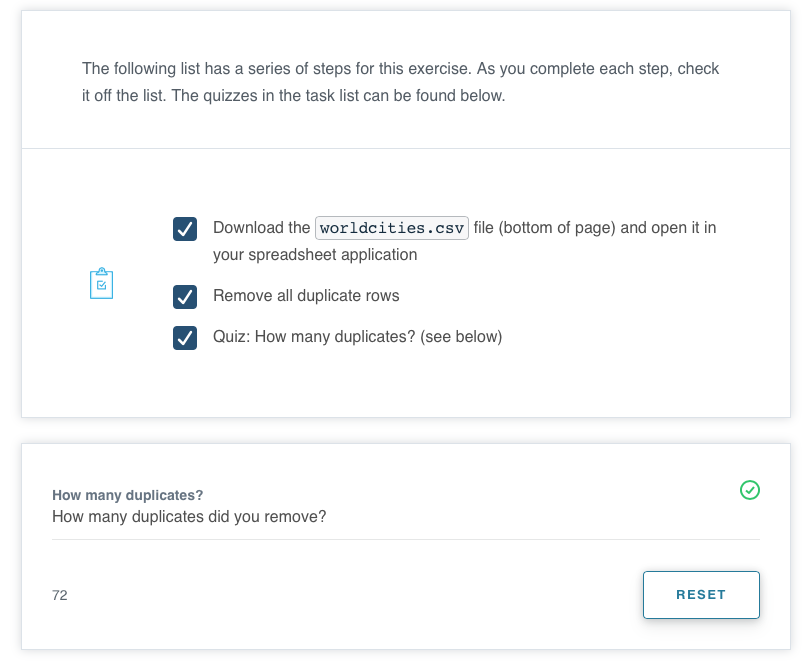 The following list has a series of steps for this exercise. As you complete each step, check
it off the list. The quizzes in the task list can be found below.
Download the worldcities.csv file (bottom of page) and open it in
your spreadsheet application
Remove all duplicate rows
Quiz: How many duplicates? (see below)
How many duplicates?
How many duplicates did you remove?
72
RESET